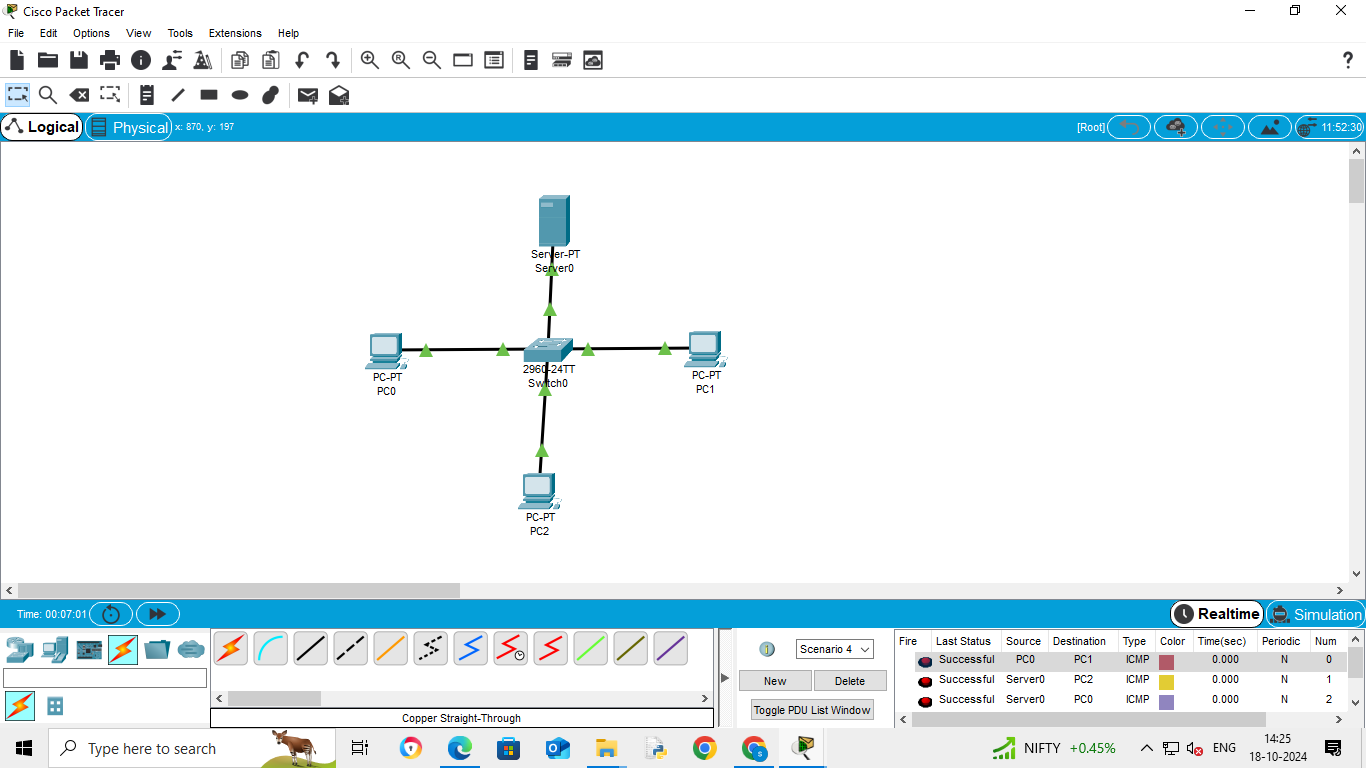 Cisco Packet Tracer
File Edit Options View Tools Extensions Help
Logical Physical x: 870, y: 197 [Root] 11:52:30
Server-PT
Server0
PC-PT
PC0
2960-24TT
Switch0
PC-PT
PC1
PC-PT
PC2
Time: 00:07:01 Realtime Simulation
Scenario 4
New Delete
Toggle PDU List Window
Copper Straight-Through
Fire Last Status Source Destination Type Color Time(sec) Periodic Num
Successful PC0 PC1 ICMP 0.000 N 0
Successful Server0 PC2 ICMP 0.000 N 1
Successful Server0 PC0 ICMP 0.000 N 2
Type here to search
NIFTY +0.45% ENG
14:25
18-10-2024